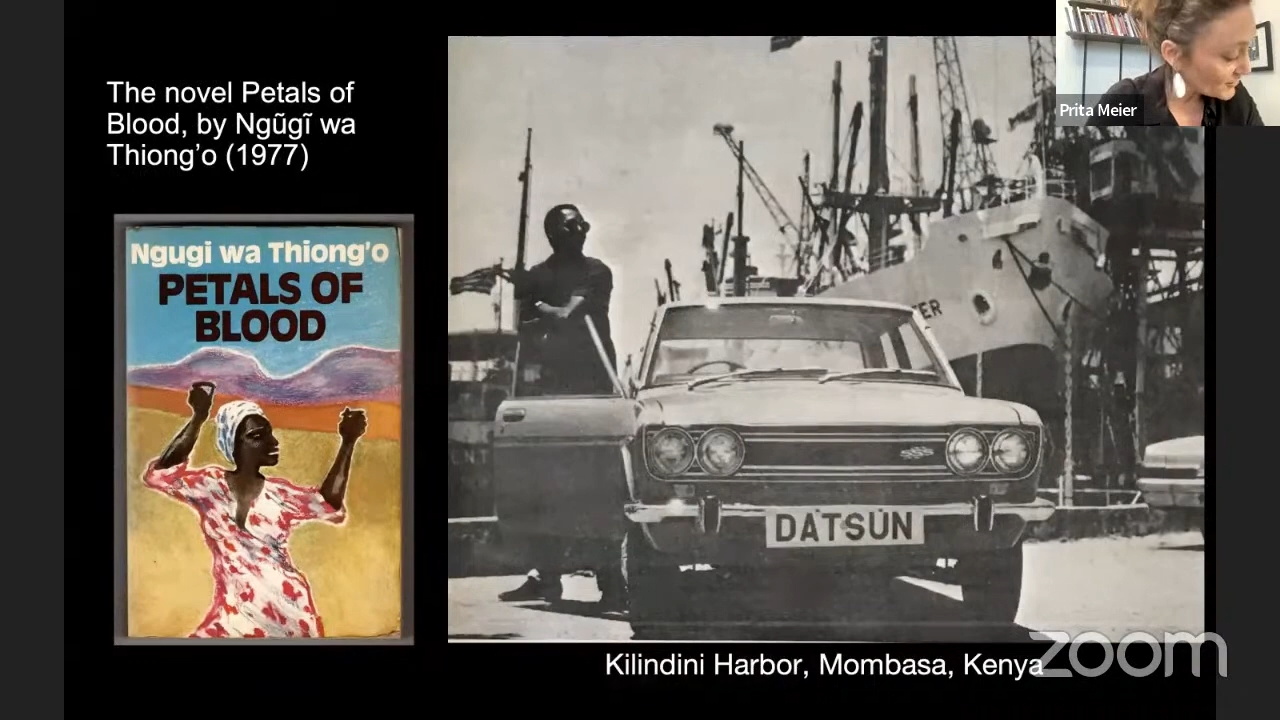 The novel Petals of
Blood, by Ngũgĩ wa
Thiong’o (1977)
Ngugi wa Thiong’o
PETALS OF
BLOOD
ER
DATSUN
Kilindini Harbor, Mombasa, Kenya
Prita Meier
zoom